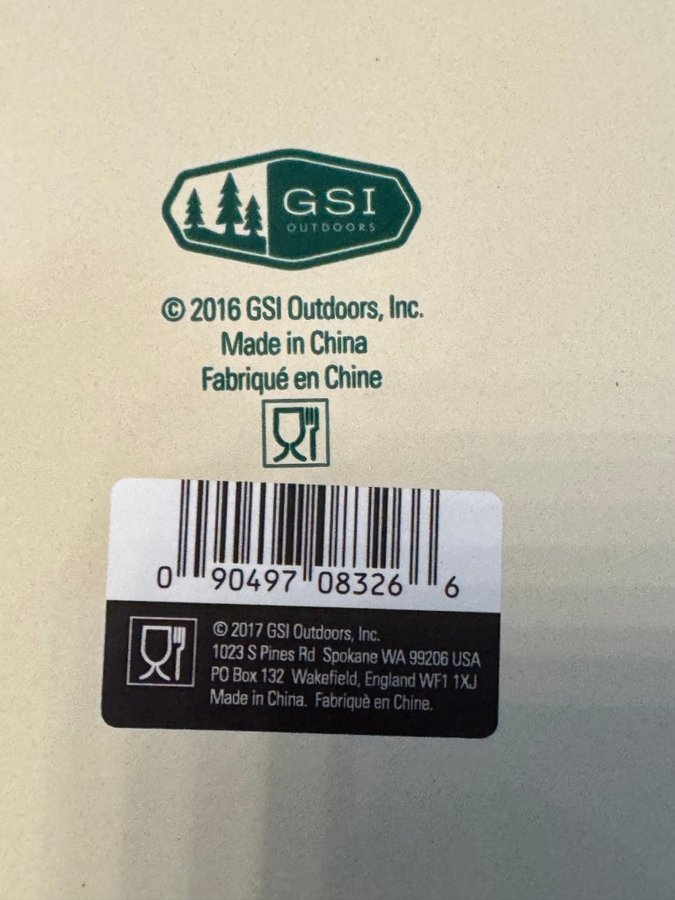 GSI
OUTDOORS
© 2016 GSI Outdoors, Inc.
Made in China
Fabriqué en Chine
0 90497 08326 6
© 2017 GSI Outdoors, Inc.
1023 S Pines Rd Spokane WA 99206 USA
PO Box 132 Wakefield, England WF1 1XJ
Made in China. Fabriquè en Chine.